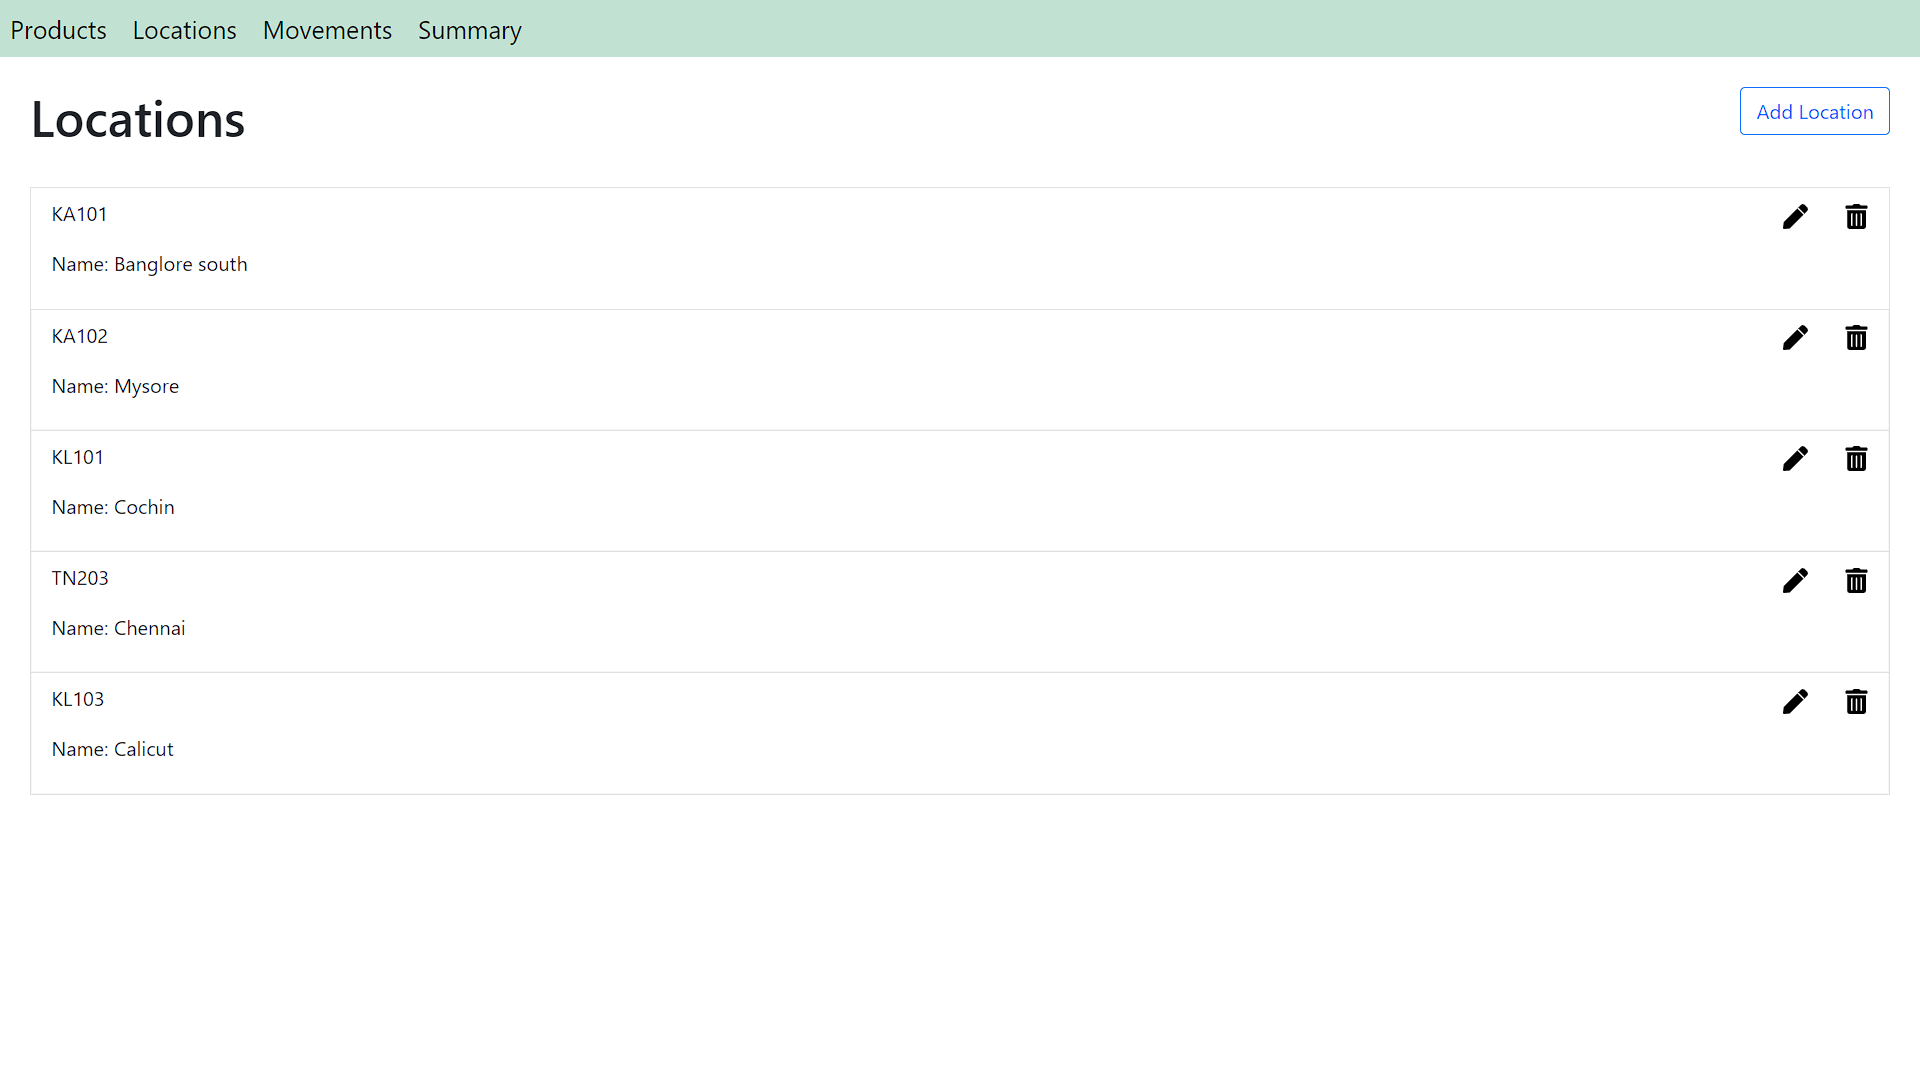 Products Locations Movements Summary
Locations
Add Location
KA101
Name: Banglore south
KA102
Name: Mysore
KL101
Name: Cochin
TN203
Name: Chennai
KL103
Name: Calicut